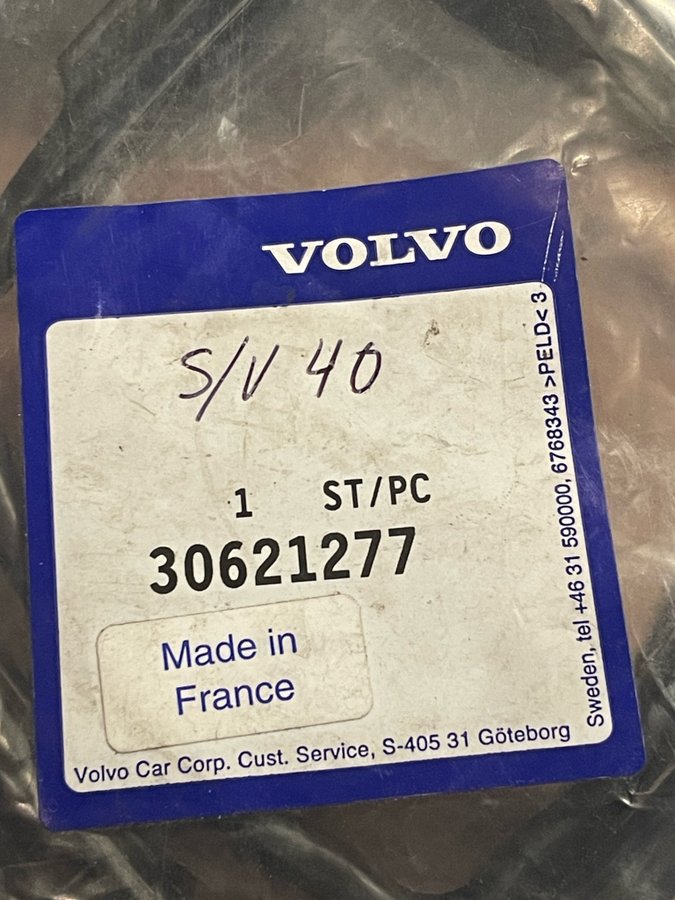 VOLVO
S/V 40
1 ST/PC
30621277
Made in
France
Volvo Car Corp. Cust. Service, S-405 31 Göteborg
Sweden, tel +46 31 590000, 6768343 >PELD< 3